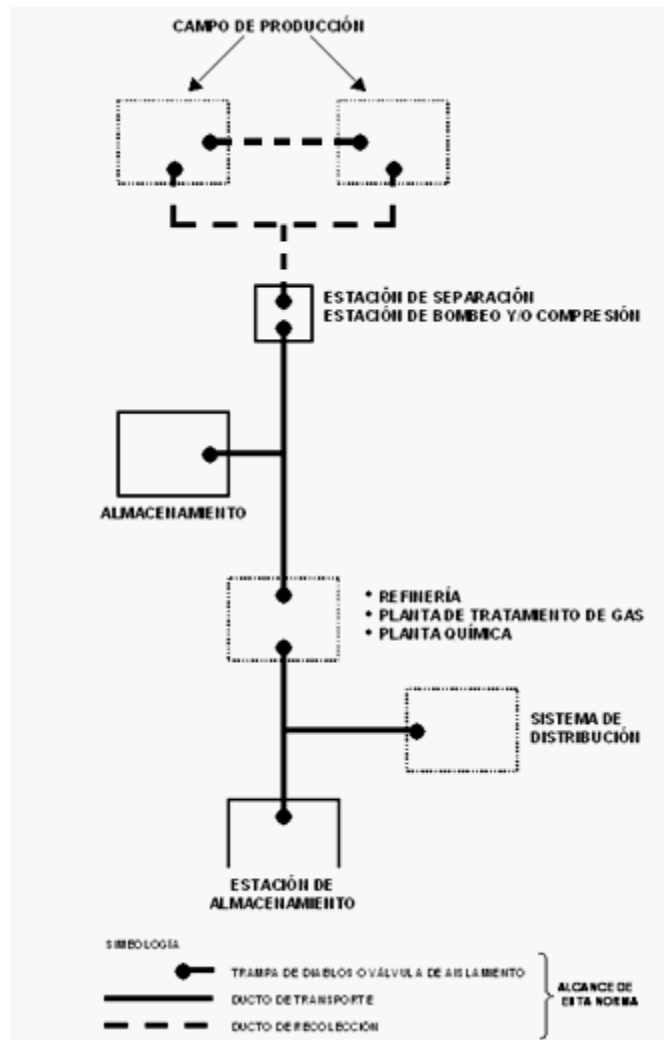 CAMPO DE PRODUCCIÓN
ESTACIÓN DE SEPARACIÓN
ESTACIÓN DE BOMBEO Y/O COMPRESIÓN
ALMACENAMIENTO
* REFINERÍA
* PLANTA DE TRATAMIENTO DE GAS
* PLANTA QUÍMICA
SISTEMA DE
DISTRIBUCIÓN
ESTACIÓN DE
ALMACENAMIENTO
SIMBOLOGÍA
TRAMPA DE DIABLOS O VÁLVULA DE AISLAMIENTO
DUCTO DE TRANSPORTE
DUCTO DE RECOLECCIÓN
ALCANCE DE
ESTA NORMA